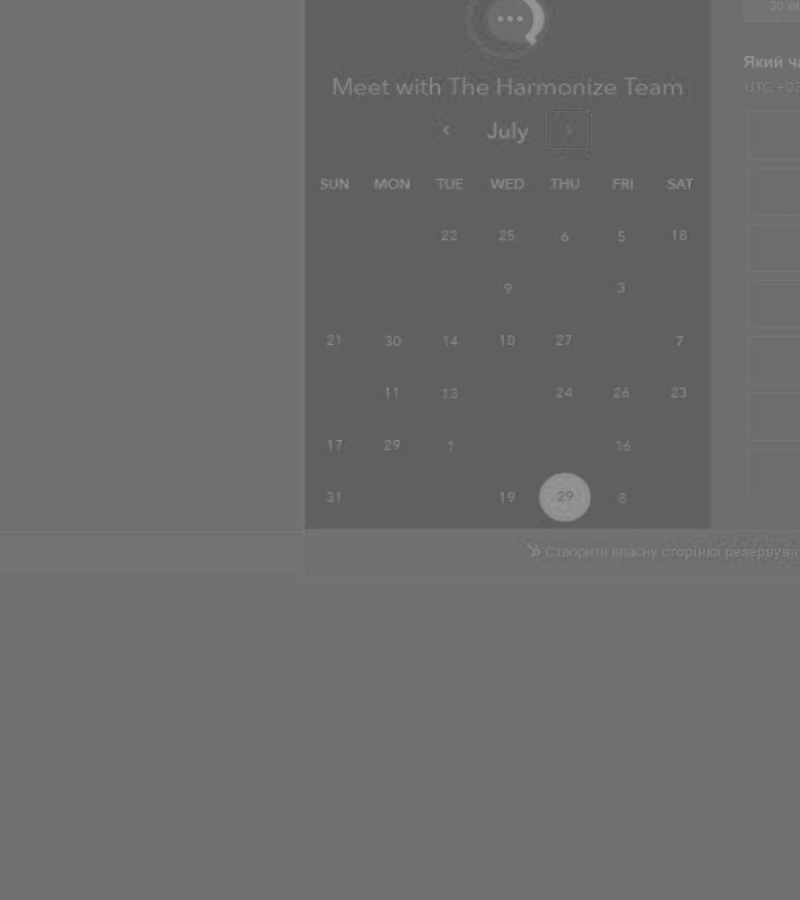 30 хв
Який ча
UTC +03
Meet with The Harmonize Team
‹ July ›
SUN MON TUE WED THU FRI SAT
22 25 6 5 18
9 3
21 30 14 10 27 7
11 13 24 26 23
17 29 1 16
31 19 29 8
Створити власну сторінка резервува